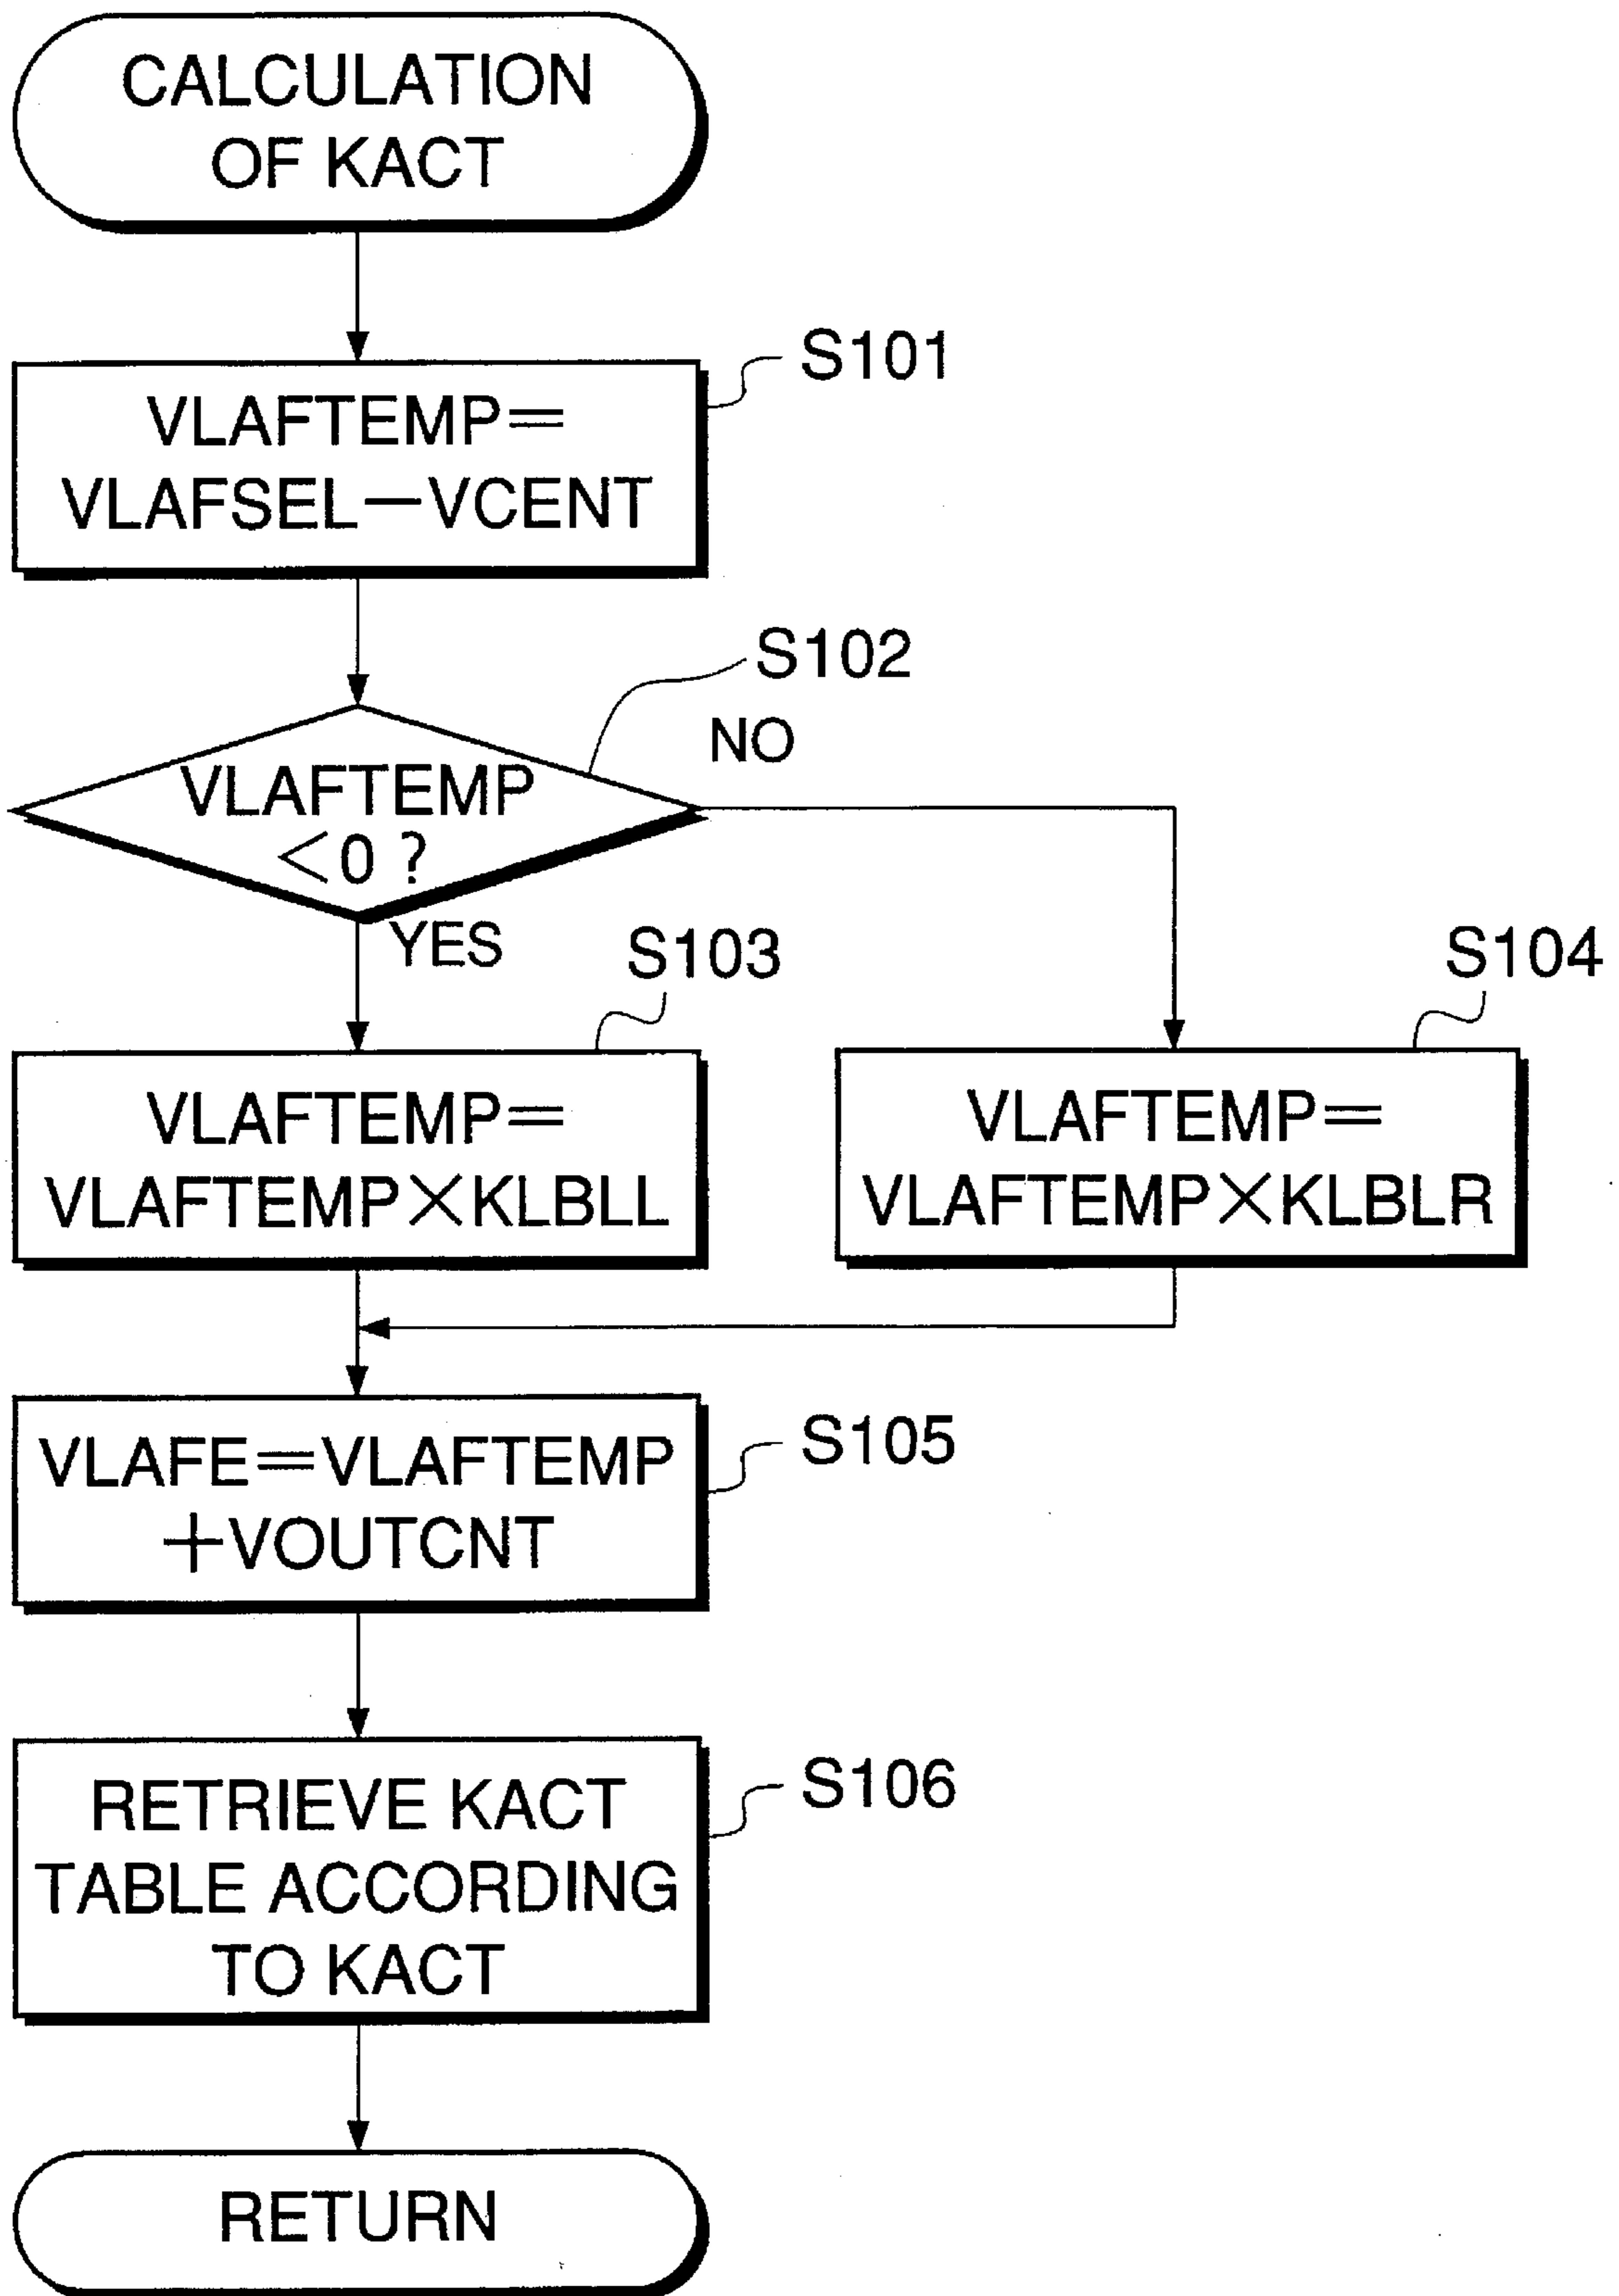 CALCULATION
OF KACT
S101
VLAFTEMP=
VLAFSEL—VCENT
S102
NO
VLAFTEMP
<0 ?
YES
S103
VLAFTEMP=
VLAFTEMP×KLBLL
S104
VLAFTEMP=
VLAFTEMP×KLBLR
S105
VLAFE=VLAFTEMP
+VOUTCNT
S106
RETRIEVE KACT
TABLE ACCORDING
TO KACT
RETURN